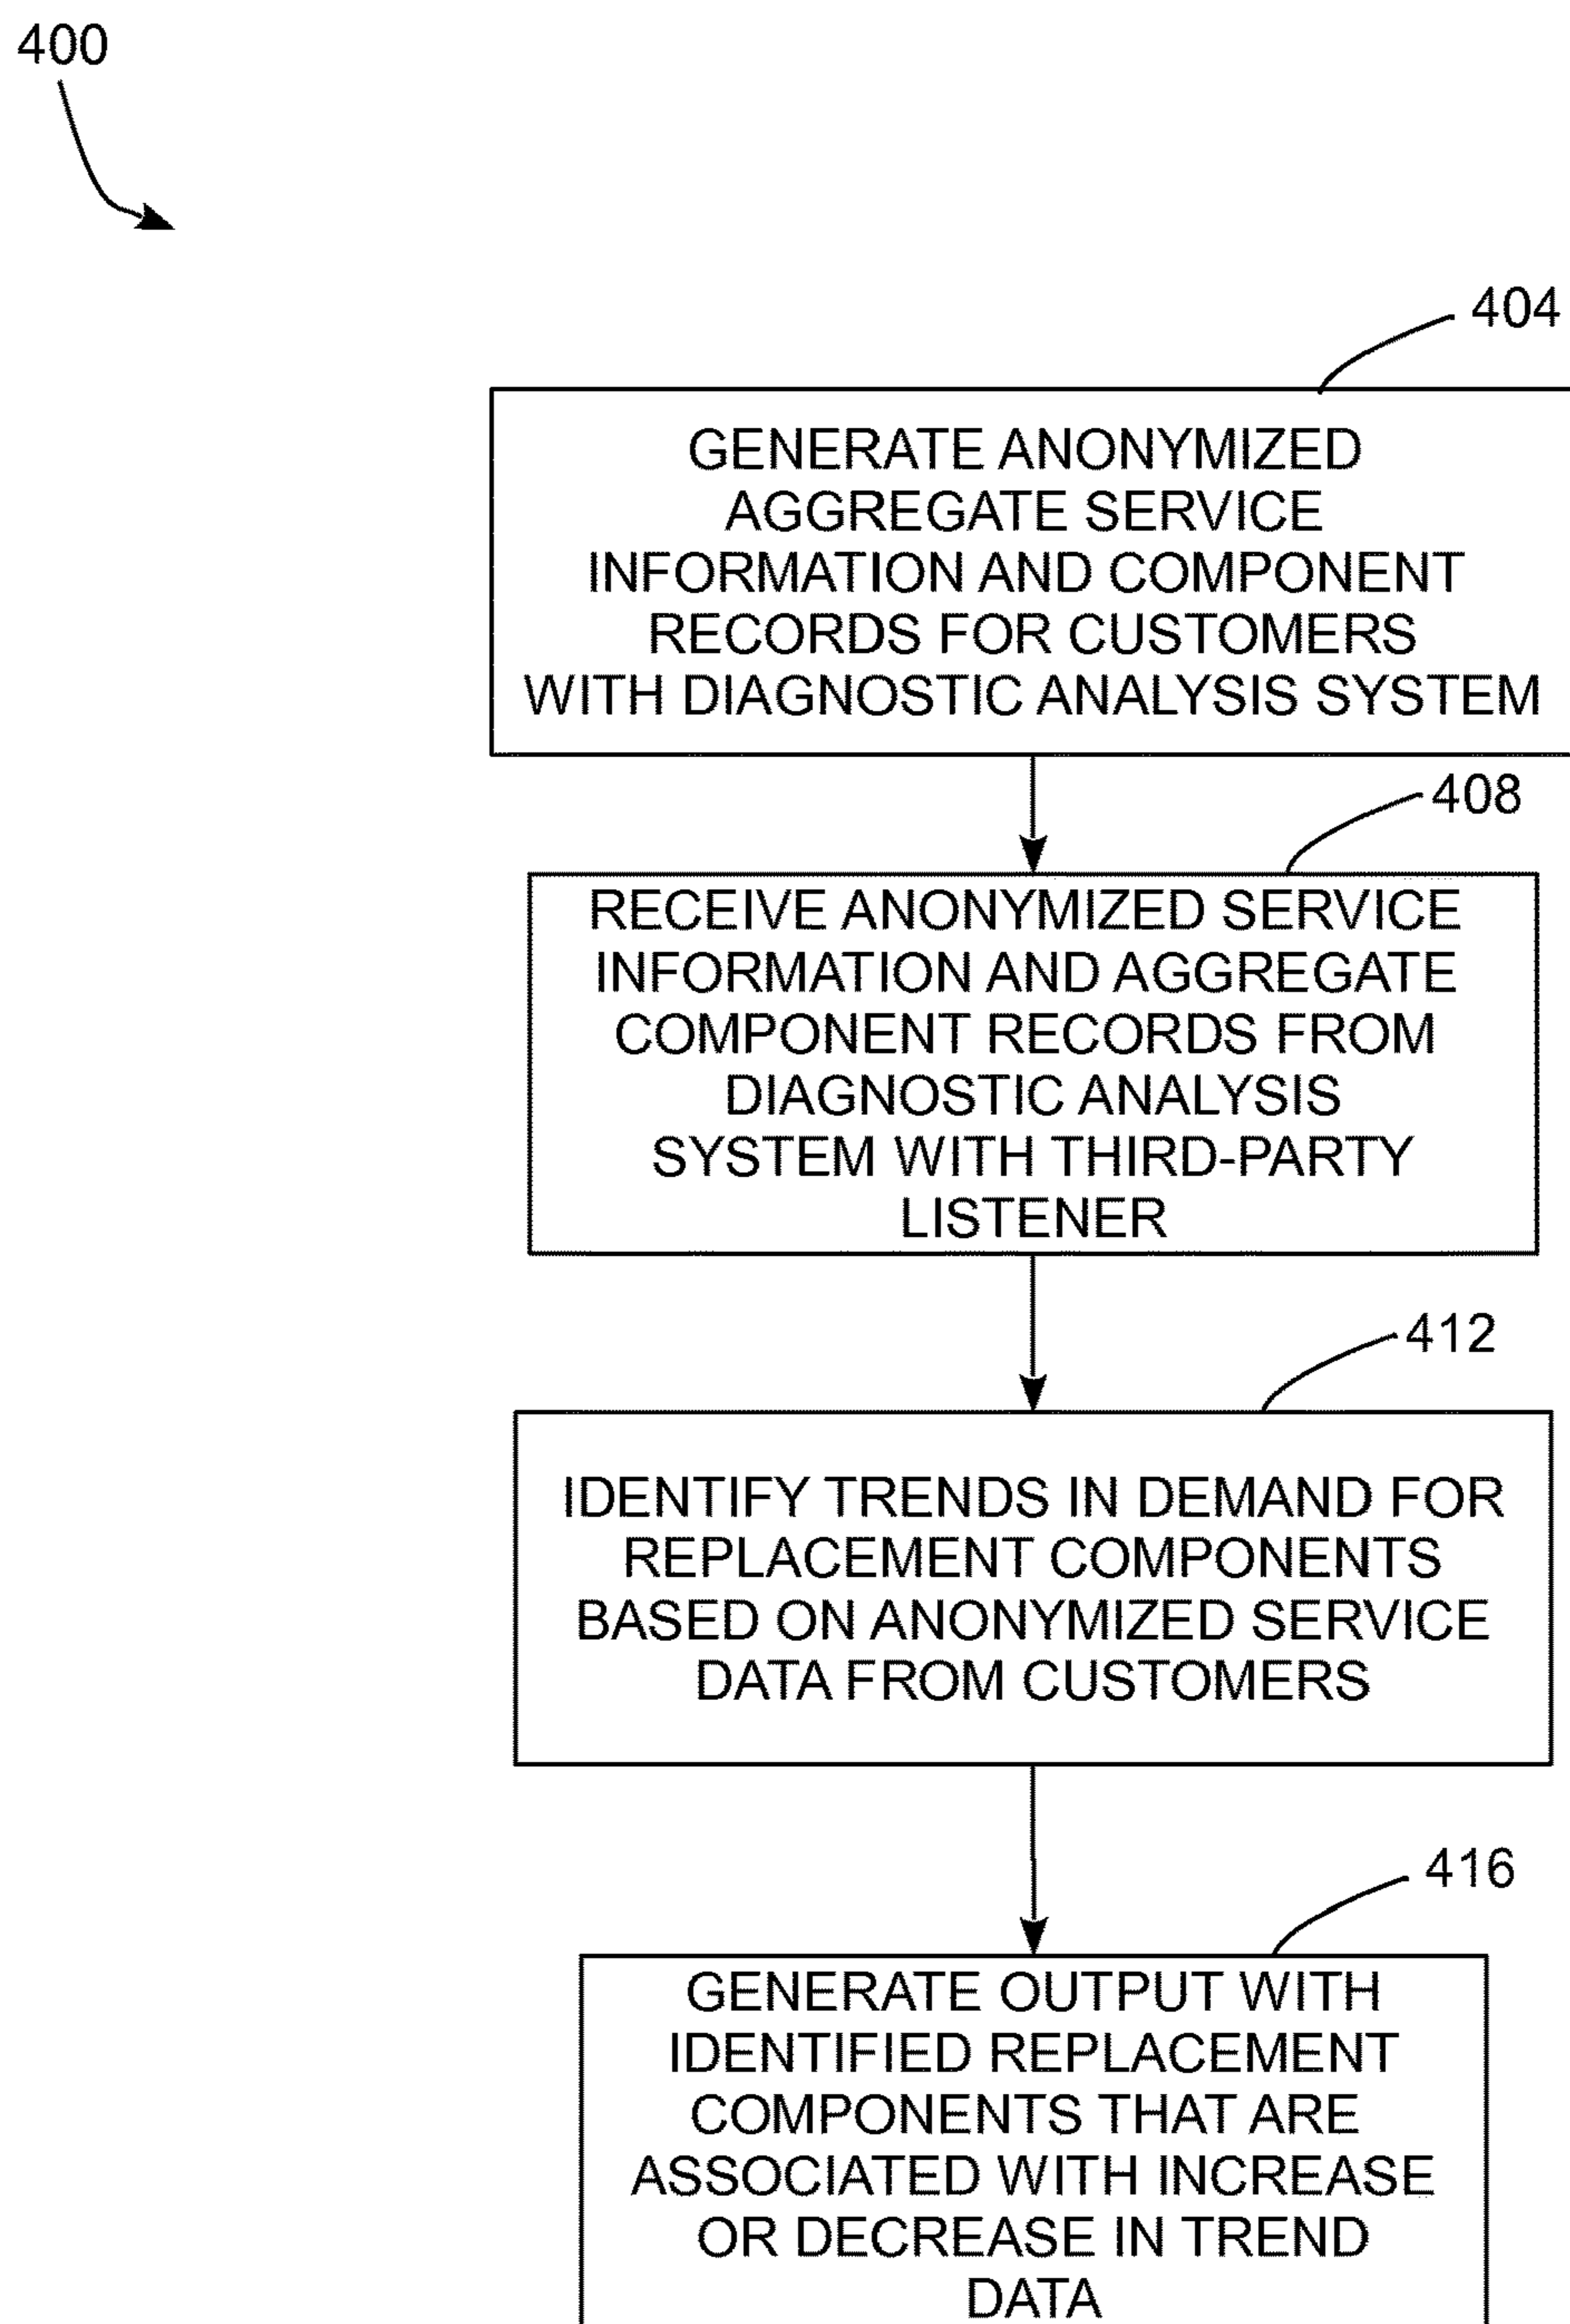 400
404
GENERATE ANONYMIZED
AGGREGATE SERVICE
INFORMATION AND COMPONENT
RECORDS FOR CUSTOMERS
WITH DIAGNOSTIC ANALYSIS SYSTEM
408
RECEIVE ANONYMIZED SERVICE
INFORMATION AND AGGREGATE
COMPONENT RECORDS FROM
DIAGNOSTIC ANALYSIS
SYSTEM WITH THIRD-PARTY
LISTENER
412
IDENTIFY TRENDS IN DEMAND FOR
REPLACEMENT COMPONENTS
BASED ON ANONYMIZED SERVICE
DATA FROM CUSTOMERS
416
GENERATE OUTPUT WITH
IDENTIFIED REPLACEMENT
COMPONENTS THAT ARE
ASSOCIATED WITH INCREASE
OR DECREASE IN TREND
DATA